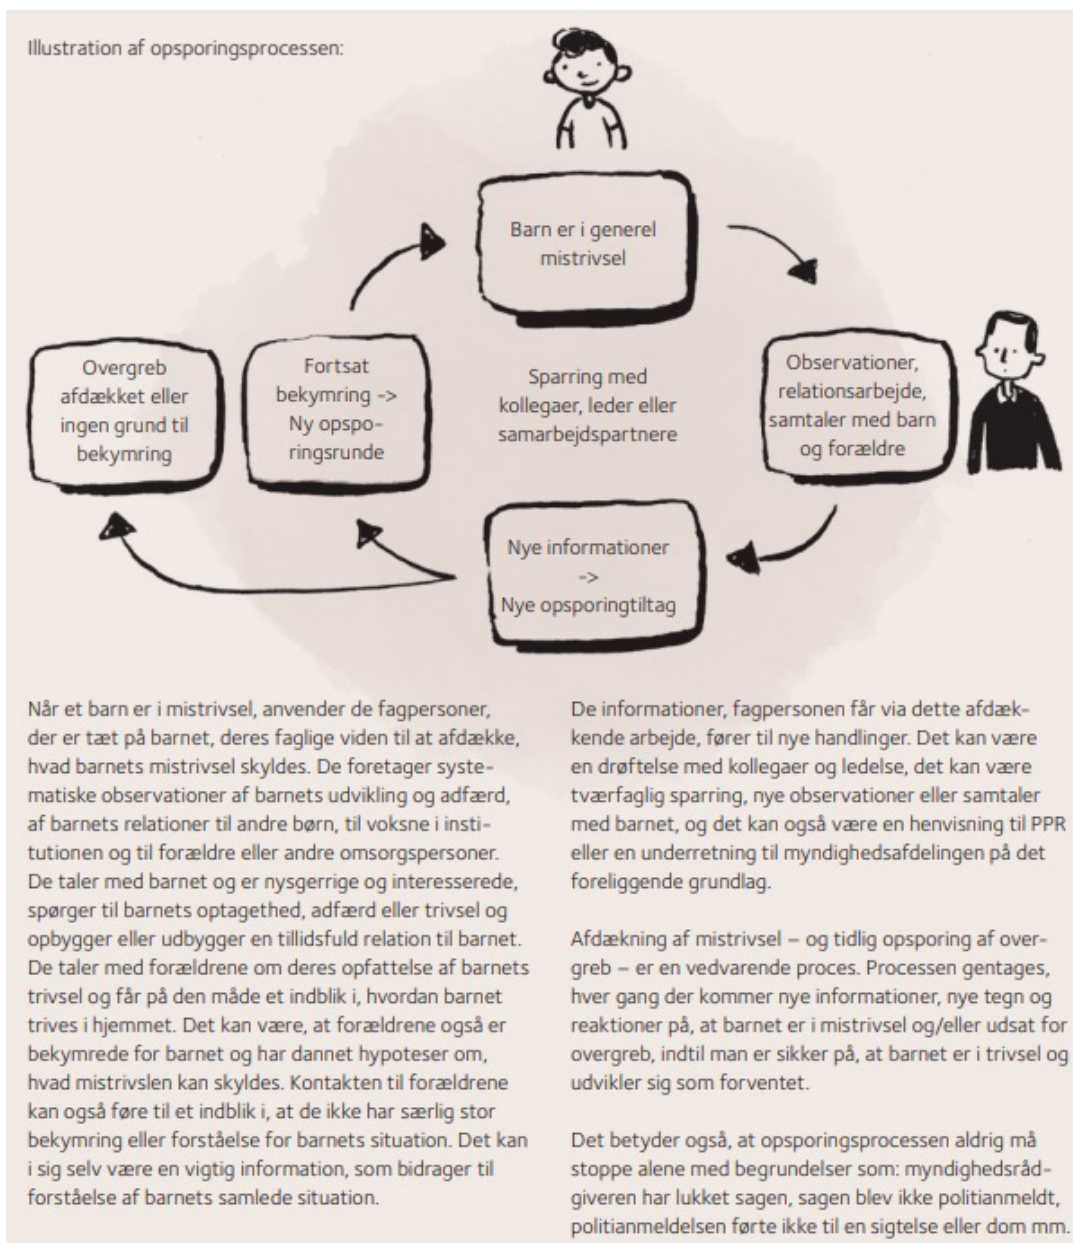 Illustration af opsporingsprocessen:
Barn er i generel
mistrivsel
Observationer,
relationsarbejde,
samtaler med barn
og forældre
Sparring med
kollegaer, leder eller
samarbejdspartnere
Nye informationer
->
Nye opsporingtiltag
Fortsat
bekymring ->
Ny opspo-
ringsrunde
Overgreb
afdækket eller
ingen grund til
bekymring
Når et barn er i mistrivsel, anvender de fagpersoner,
der er tæt på barnet, deres faglige viden til at afdække,
hvad barnets mistrivsel skyldes. De foretager syste-
matiske observationer af barnets udvikling og adfærd,
af barnets relationer til andre børn, til voksne i insti-
tutionen og til forældre eller andre omsorgspersoner.
De taler med barnet og er nysgerrige og interesserede,
spørger til barnets optagethed, adfærd eller trivsel og
opbygger eller udbygger en tillidsfuld relation til barnet.
De taler med forældrene om deres opfattelse af barnets
trivsel og får på den måde et indblik i, hvordan barnet
trives i hjemmet. Det kan være, at forældrene også er
bekymrede for barnet og har dannet hypoteser om,
hvad mistrivslen kan skyldes. Kontakten til forældrene
kan også føre til et indblik i, at de ikke har særlig stor
bekymring eller forståelse for barnets situation. Det kan
i sig selv være en vigtig information, som bidrager til
forståelse af barnets samlede situation.
De informationer, fagpersonen får via dette afdæk-
kende arbejde, fører til nye handlinger. Det kan være
en drøftelse med kollegaer og ledelse, det kan være
tværfaglig sparring, nye observationer eller samtaler
med barnet, og det kan også være en henvisning til PPR
eller en underretning til myndighedsafdelingen på det
foreliggende grundlag.
Afdækning af mistrivsel – og tidlig opsporing af over-
greb – er en vedvarende proces. Processen gentages,
hver gang der kommer nye informationer, nye tegn og
reaktioner på, at barnet er i mistrivsel og/eller udsat for
overgreb, indtil man er sikker på, at barnet er i trivsel og
udvikler sig som forventet.
Det betyder også, at opsporingsprocessen aldrig må
stoppe alene med begrundelser som: myndighedsråd-
giveren har lukket sagen, sagen blev ikke politianmeldt,
politianmeldelsen førte ikke til en sigtelse eller dom mm.